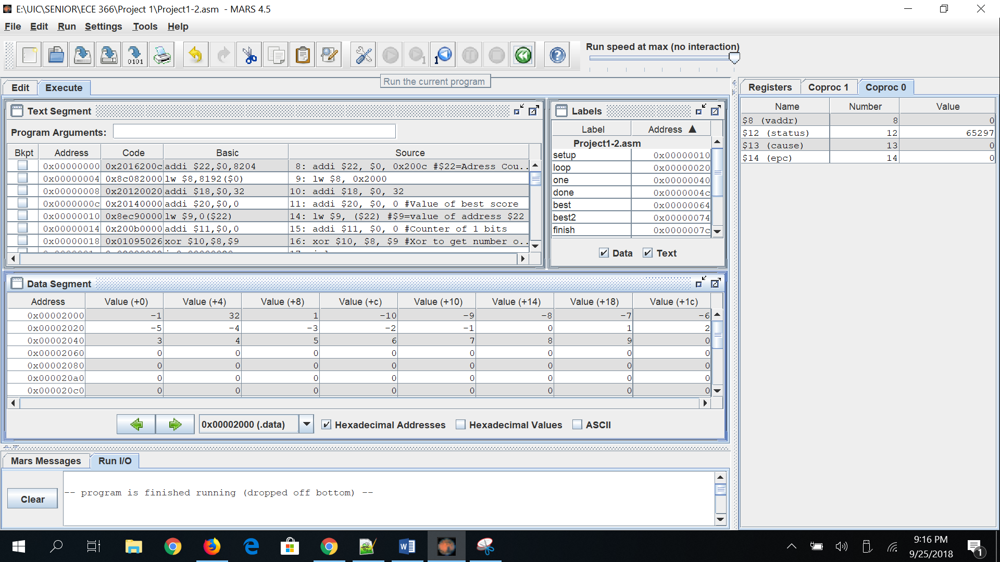 E:\UIC\SENIOR\ECE 366\Project 1\Project1-2.asm - MARS 4.5
File Edit Run Settings Tools Help
Run speed at max (no interaction)
0101
1
1
Run the current program
Edit Execute
Registers Coproc 1 Coproc 0
Text Segment
Program Arguments:
Bkpt Address Code Basic Source
0x00000000 0x2016200c addi $22,$0,8204 8: addi $22, $0, 0x200c #$22=Adress Cou..
0x00000004 0x8c082000 lw $8,8192($0) 9: lw $8, 0x2000
0x00000008 0x20120020 addi $18,$0,32 10: addi $18, $0, 32
0x0000000c 0x20140000 addi $20,$0,0 11: addi $20, $0, 0 #Value of best score
0x00000010 0x8ec90000 lw $9,0($22) 14: lw $9, ($22) #$9=value of address $22
0x00000014 0x200b0000 addi $11,$0,0 15: addi $11, $0, 0 #Counter of 1 bits
0x00000018 0x01095026 xor $10,$8,$9 16: xor $10, $8, $9 #Xor to get number o..
Labels
Label Address ▲
Project1-2.asm
setup 0x00000010
loop 0x00000020
one 0x00000040
done 0x0000004c
best 0x00000064
best2 0x00000074
finish 0x0000007c
Data Text
Name Number Value
$8 (vaddr) 8 0
$12 (status) 12 65297
$13 (cause) 13 0
$14 (epc) 14 0
Data Segment
Address Value (+0) Value (+4) Value (+8) Value (+c) Value (+10) Value (+14) Value (+18) Value (+1c)
0x00002000 -1 32 1 -10 -9 -8 -7 -6
0x00002020 -5 -4 -3 -2 -1 0 1 2
0x00002040 3 4 5 6 7 8 9 0
0x00002060 0 0 0 0 0 0 0 0
0x00002080 0 0 0 0 0 0 0 0
0x000020a0 0 0 0 0 0 0 0 0
0x000020c0 0 0 0 0 0 0 0 0
0x00002000 (.data) Hexadecimal Addresses Hexadecimal Values ASCII
Mars Messages Run I/O
Clear
-- program is finished running (dropped off bottom) --
9:16 PM
9/25/2018
1